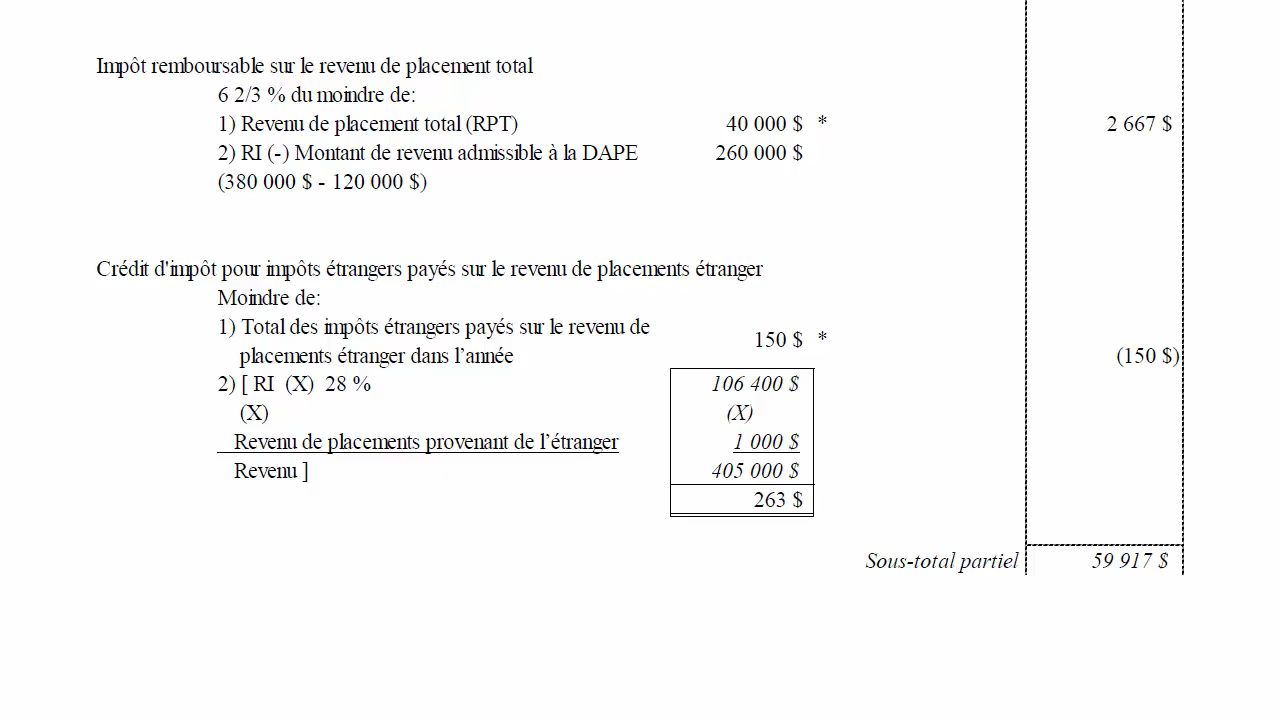 Impôt remboursable sur le revenu de placement total
6 2/3 % du moindre de:
1) Revenu de placement total (RPT) 40 000 $ * 2 667 $
2) RI (-) Montant de revenu admissible à la DAPE 260 000 $
(380 000 $ - 120 000 $)
Crédit d'impôt pour impôts étrangers payés sur le revenu de placements étranger
Moindre de:
1) Total des impôts étrangers payés sur le revenu de
150 $ *
placements étranger dans l’année (150 $)
2) [ RI (X) 28 % 106 400 $
(X) (X)
Revenu de placements provenant de l’étranger 1 000 $
Revenu ] 405 000 $
263 $
Sous-total partiel 59 917 $